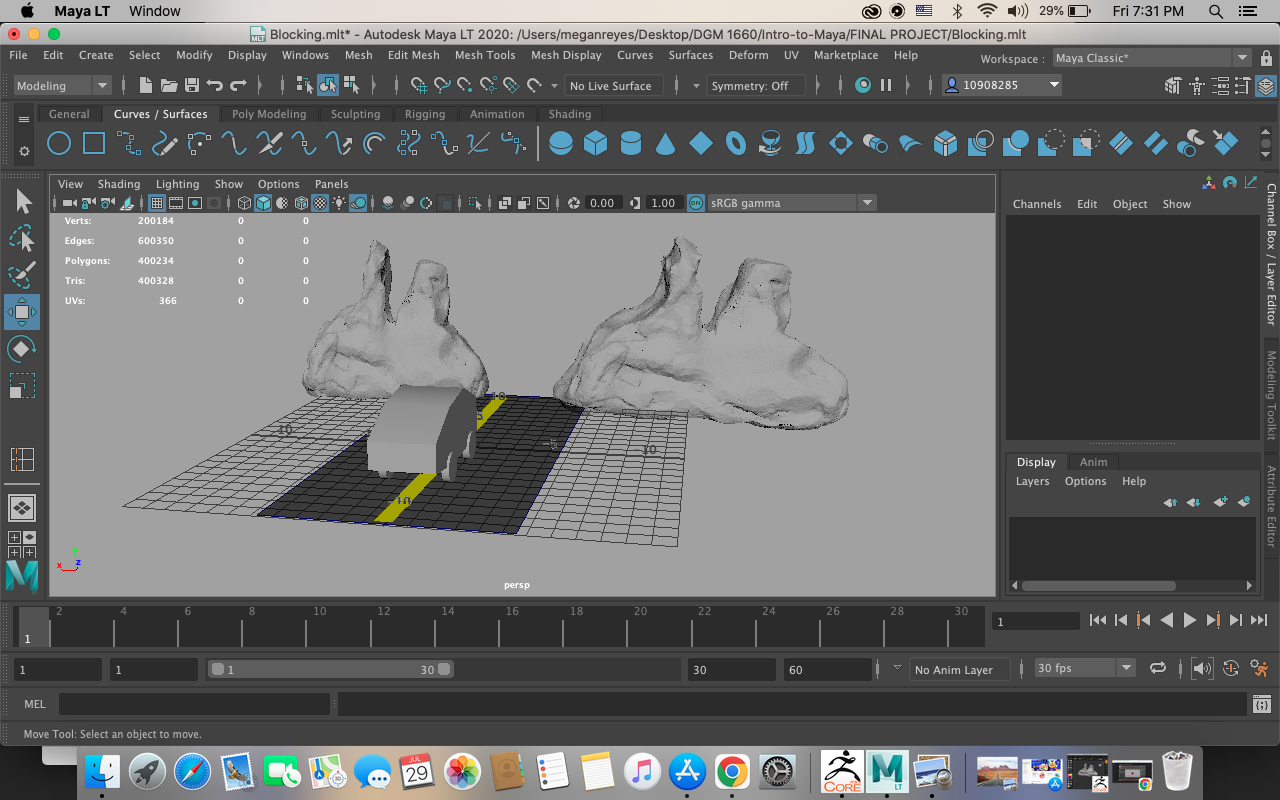 Maya LT Window 29% Fri 7:31 PM
Blocking.mlt* - Autodesk Maya LT 2020: /Users/meganreyes/Desktop/DGM 1660/Intro-to-Maya/FINAL PROJECT/Blocking.mlt
File Edit Create Select Modify Display Windows Mesh Edit Mesh Mesh Tools Mesh Display Curves Surfaces Deform UV Marketplace Help Workspace : Maya Classic*
Modeling No Live Surface Symmetry: Off 10908285
General Curves / Surfaces Poly Modeling Sculpting Rigging Animation Shading
View Shading Lighting Show Options Panels
0.00 1.00 ON sRGB gamma
Verts: 200184 0 0
Edges: 600350 0 0
Polygons: 400234 0 0
Tris: 400328 0 0
UVs: 366 0 0
10
10
10
5
-10
x z
persp
Channels Edit Object Show
Channel Box / Layer Editor
Modeling Toolkit
Attribute Editor
Display Anim
Layers Options Help
MLT
M
1 2 4 6 8 10 12 14 16 18 20 22 24 26 28 30 1
1 1 1 30 30 60 No Anim Layer 30 fps
MEL
Move Tool: Select an object to move.
JUL
29
CORE
M
LT